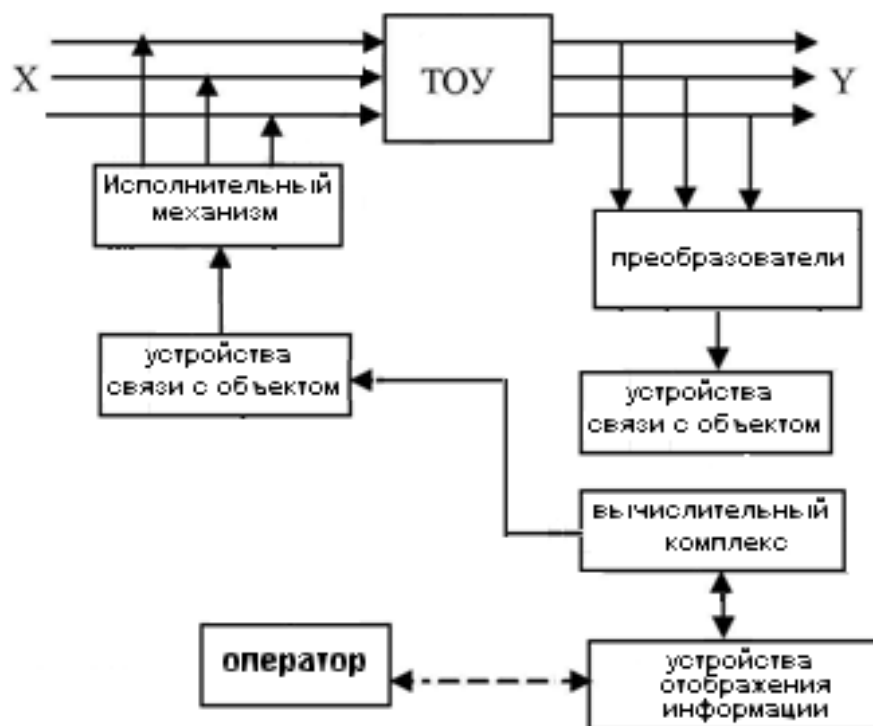 X
ТОУ
Y
Исполнительный
механизм
преобразователи
устройства
связи с объектом
устройства
связи с объектом
вычислительный
комплекс
оператор
устройства
отображения
информации